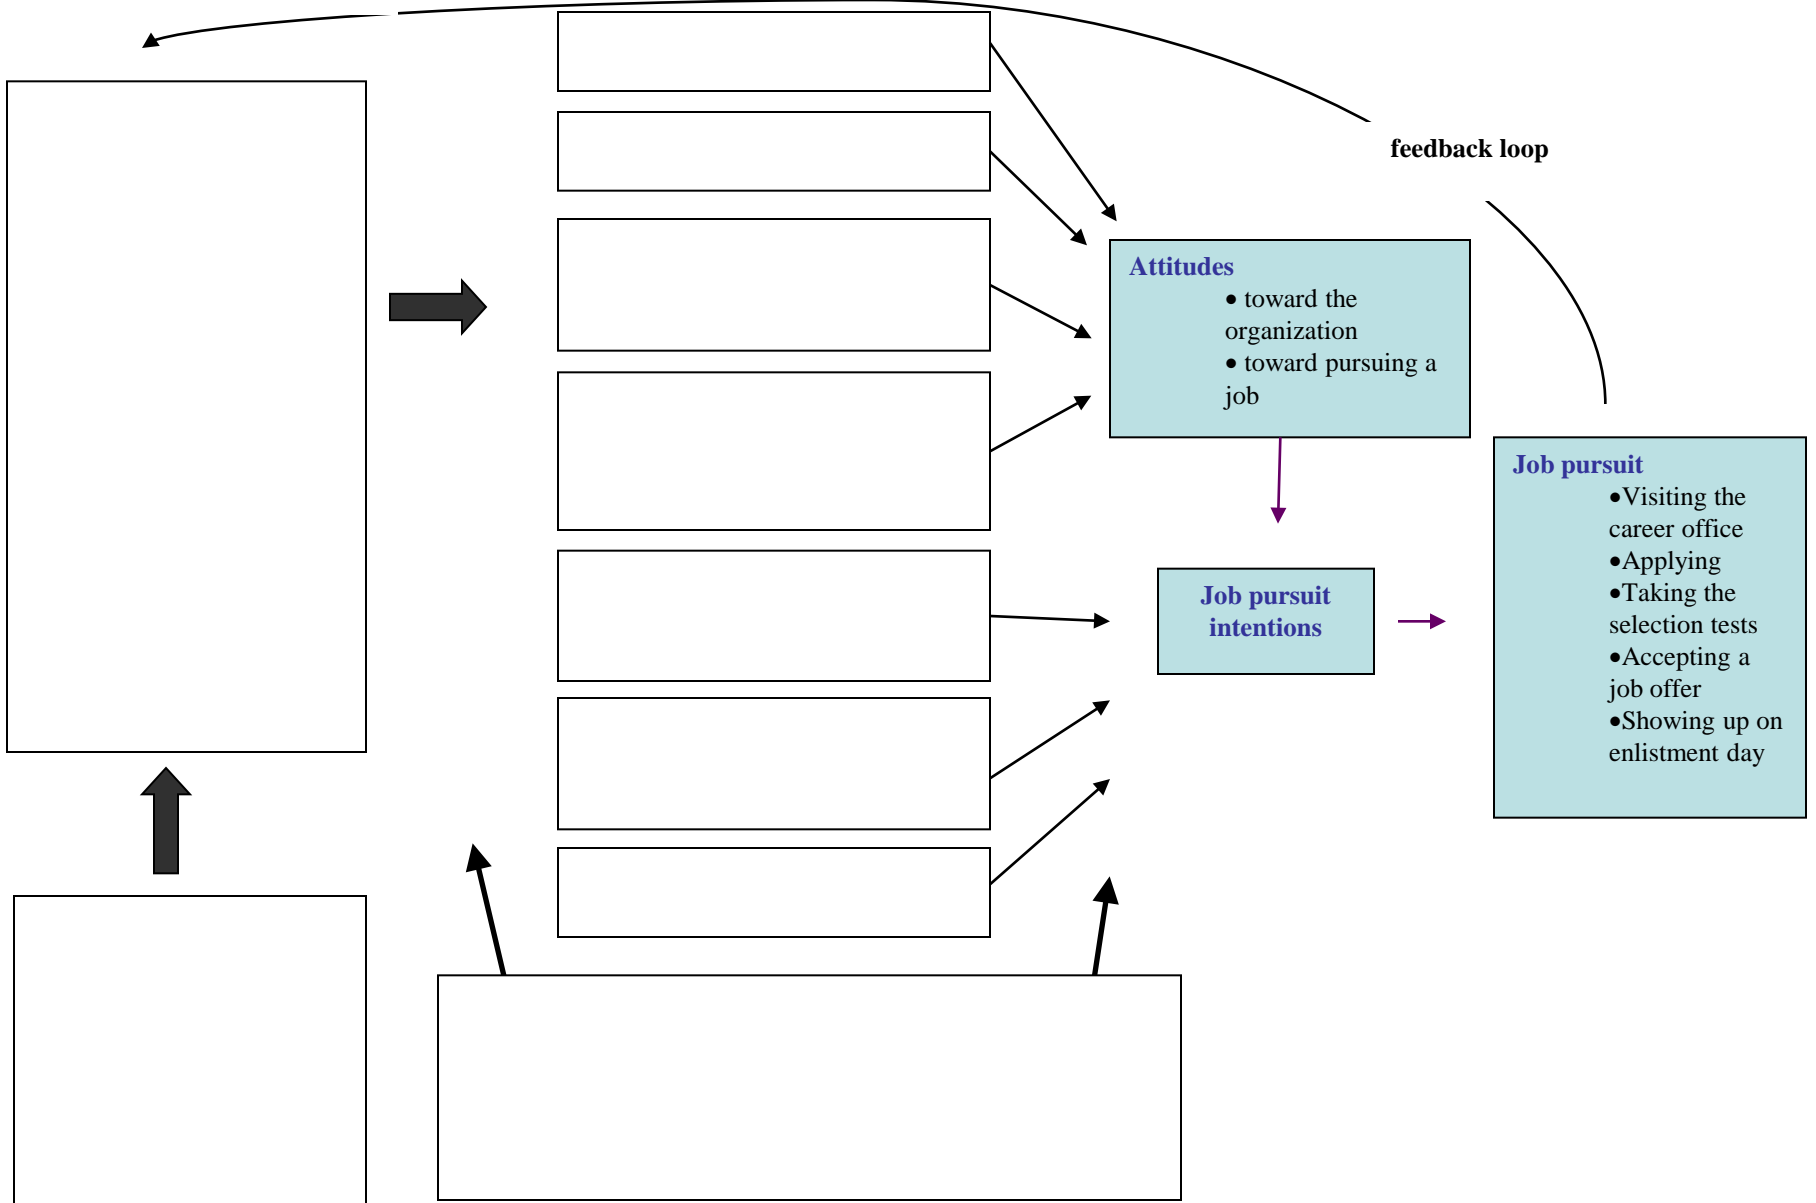 feedback loop
Attitudes
• toward the
organization
• toward pursuing a
job
Job pursuit
•Visiting the
career office
•Applying
•Taking the
selection tests
•Accepting a
job offer
•Showing up on
enlistment day
Job pursuit
intentions